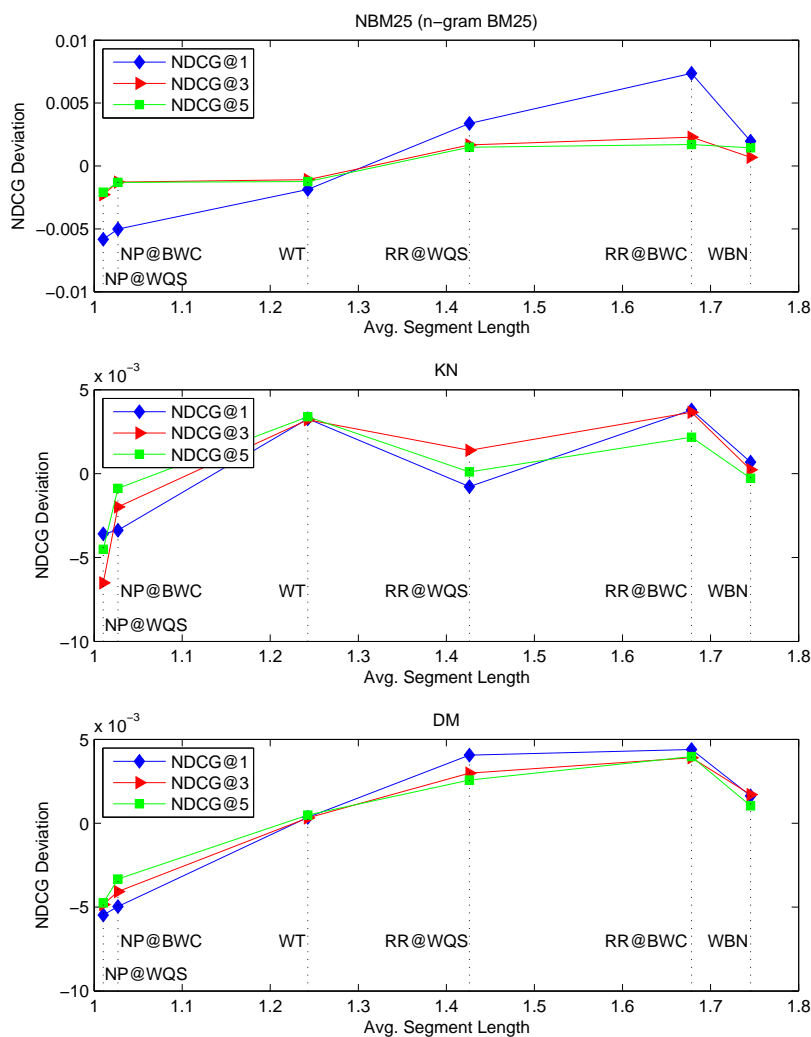 NBM25 (n−gram BM25)
0.01
0.005
0
−0.005
−0.01
NDCG Deviation
NDCG@1
NDCG@3
NDCG@5
NP@BWC
WT
RR@WQS
RR@BWC
WBN
NP@WQS
1
1.1
1.2
1.3
1.4
1.5
1.6
1.7
1.8
Avg. Segment Length
KN
x 10−3
5
0
−5
−10
NDCG Deviation
NDCG@1
NDCG@3
NDCG@5
NP@BWC
WT
RR@WQS
RR@BWC
WBN
NP@WQS
1
1.1
1.2
1.3
1.4
1.5
1.6
1.7
1.8
Avg. Segment Length
DM
x 10−3
5
0
−5
−10
NDCG Deviation
NDCG@1
NDCG@3
NDCG@5
NP@BWC
WT
RR@WQS
RR@BWC
WBN
NP@WQS
1
1.1
1.2
1.3
1.4
1.5
1.6
1.7
1.8
Avg. Segment Length